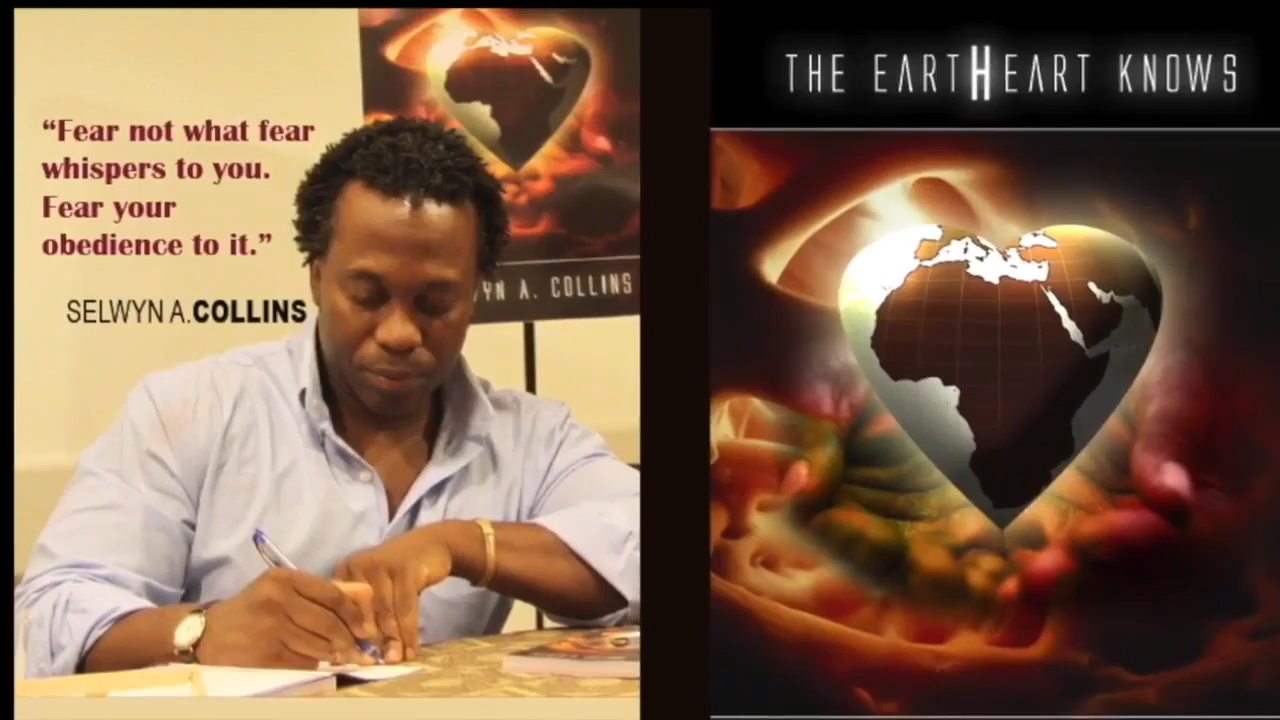 “Fear not what fear
whispers to you.
Fear your
obedience to it.”
SELWYN A.COLLINS
YN A. COLLINS
THE EARTHEART KNOWS